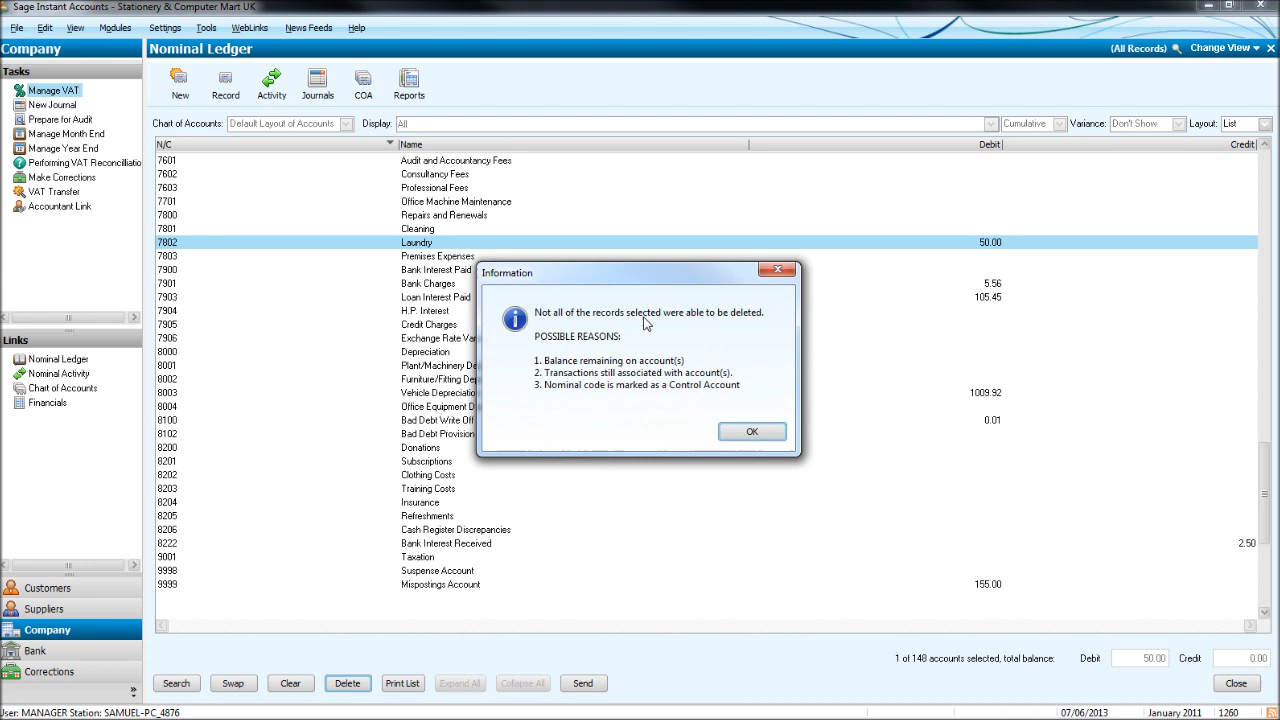 Sage Instant Accounts - Stationery & Computer Mart UK
File Edit View Modules Settings Tools WebLinks News Feeds Help
Company
Nominal Ledger
(All Records) Change View
Tasks
Manage VAT
New Journal
Prepare for Audit
Manage Month End
Manage Year End
Performing VAT Reconciliatio
Make Corrections
VAT Transfer
Accountant Link
Links
Nominal Ledger
Nominal Activity
Chart of Accounts
Financials
Customers
Suppliers
Company
Bank
Corrections
New Record Activity Journals COA Reports
Chart of Accounts: Default Layout of Accounts Display: All Cumulative Variance: Don't Show Layout: List
N/C Name Debit Credit
7601 Audit and Accountancy Fees
7602 Consultancy Fees
7603 Professional Fees
7701 Office Machine Maintenance
7800 Repairs and Renewals
7801 Cleaning
7802 Laundry 50.00
7803 Premises Expenses
7900 Bank Interest Paid
7901 Bank Charges 5.56
7903 Loan Interest Paid 105.45
7904 H.P. Interest
7905 Credit Charges
7906 Exchange Rate Var
8000 Depreciation
8001 Plant/Machinery De
8002 Furniture/Fitting Dep
8003 Vehicle Depreciation 1009.92
8004 Office Equipment D
8100 Bad Debt Write Off 0.01
8102 Bad Debt Provision
8200 Donations
8201 Subscriptions
8202 Clothing Costs
8203 Training Costs
8204 Insurance
8205 Refreshments
8206 Cash Register Discrepancies
8222 Bank Interest Received 2.50
9001 Taxation
9998 Suspense Account
9999 Mispostings Account 155.00
Information
Not all of the records selected were able to be deleted.
POSSIBLE REASONS:
1. Balance remaining on account(s)
2. Transactions still associated with account(s).
3. Nominal code is marked as a Control Account
OK
1 of 148 accounts selected, total balance: Debit 50.00 Credit 0.00
Search Swap Clear Delete Print List Expand All Collapse All Send Close
User: MANAGER Station: SAMUEL-PC_4876 07/06/2013 January 2011 1260